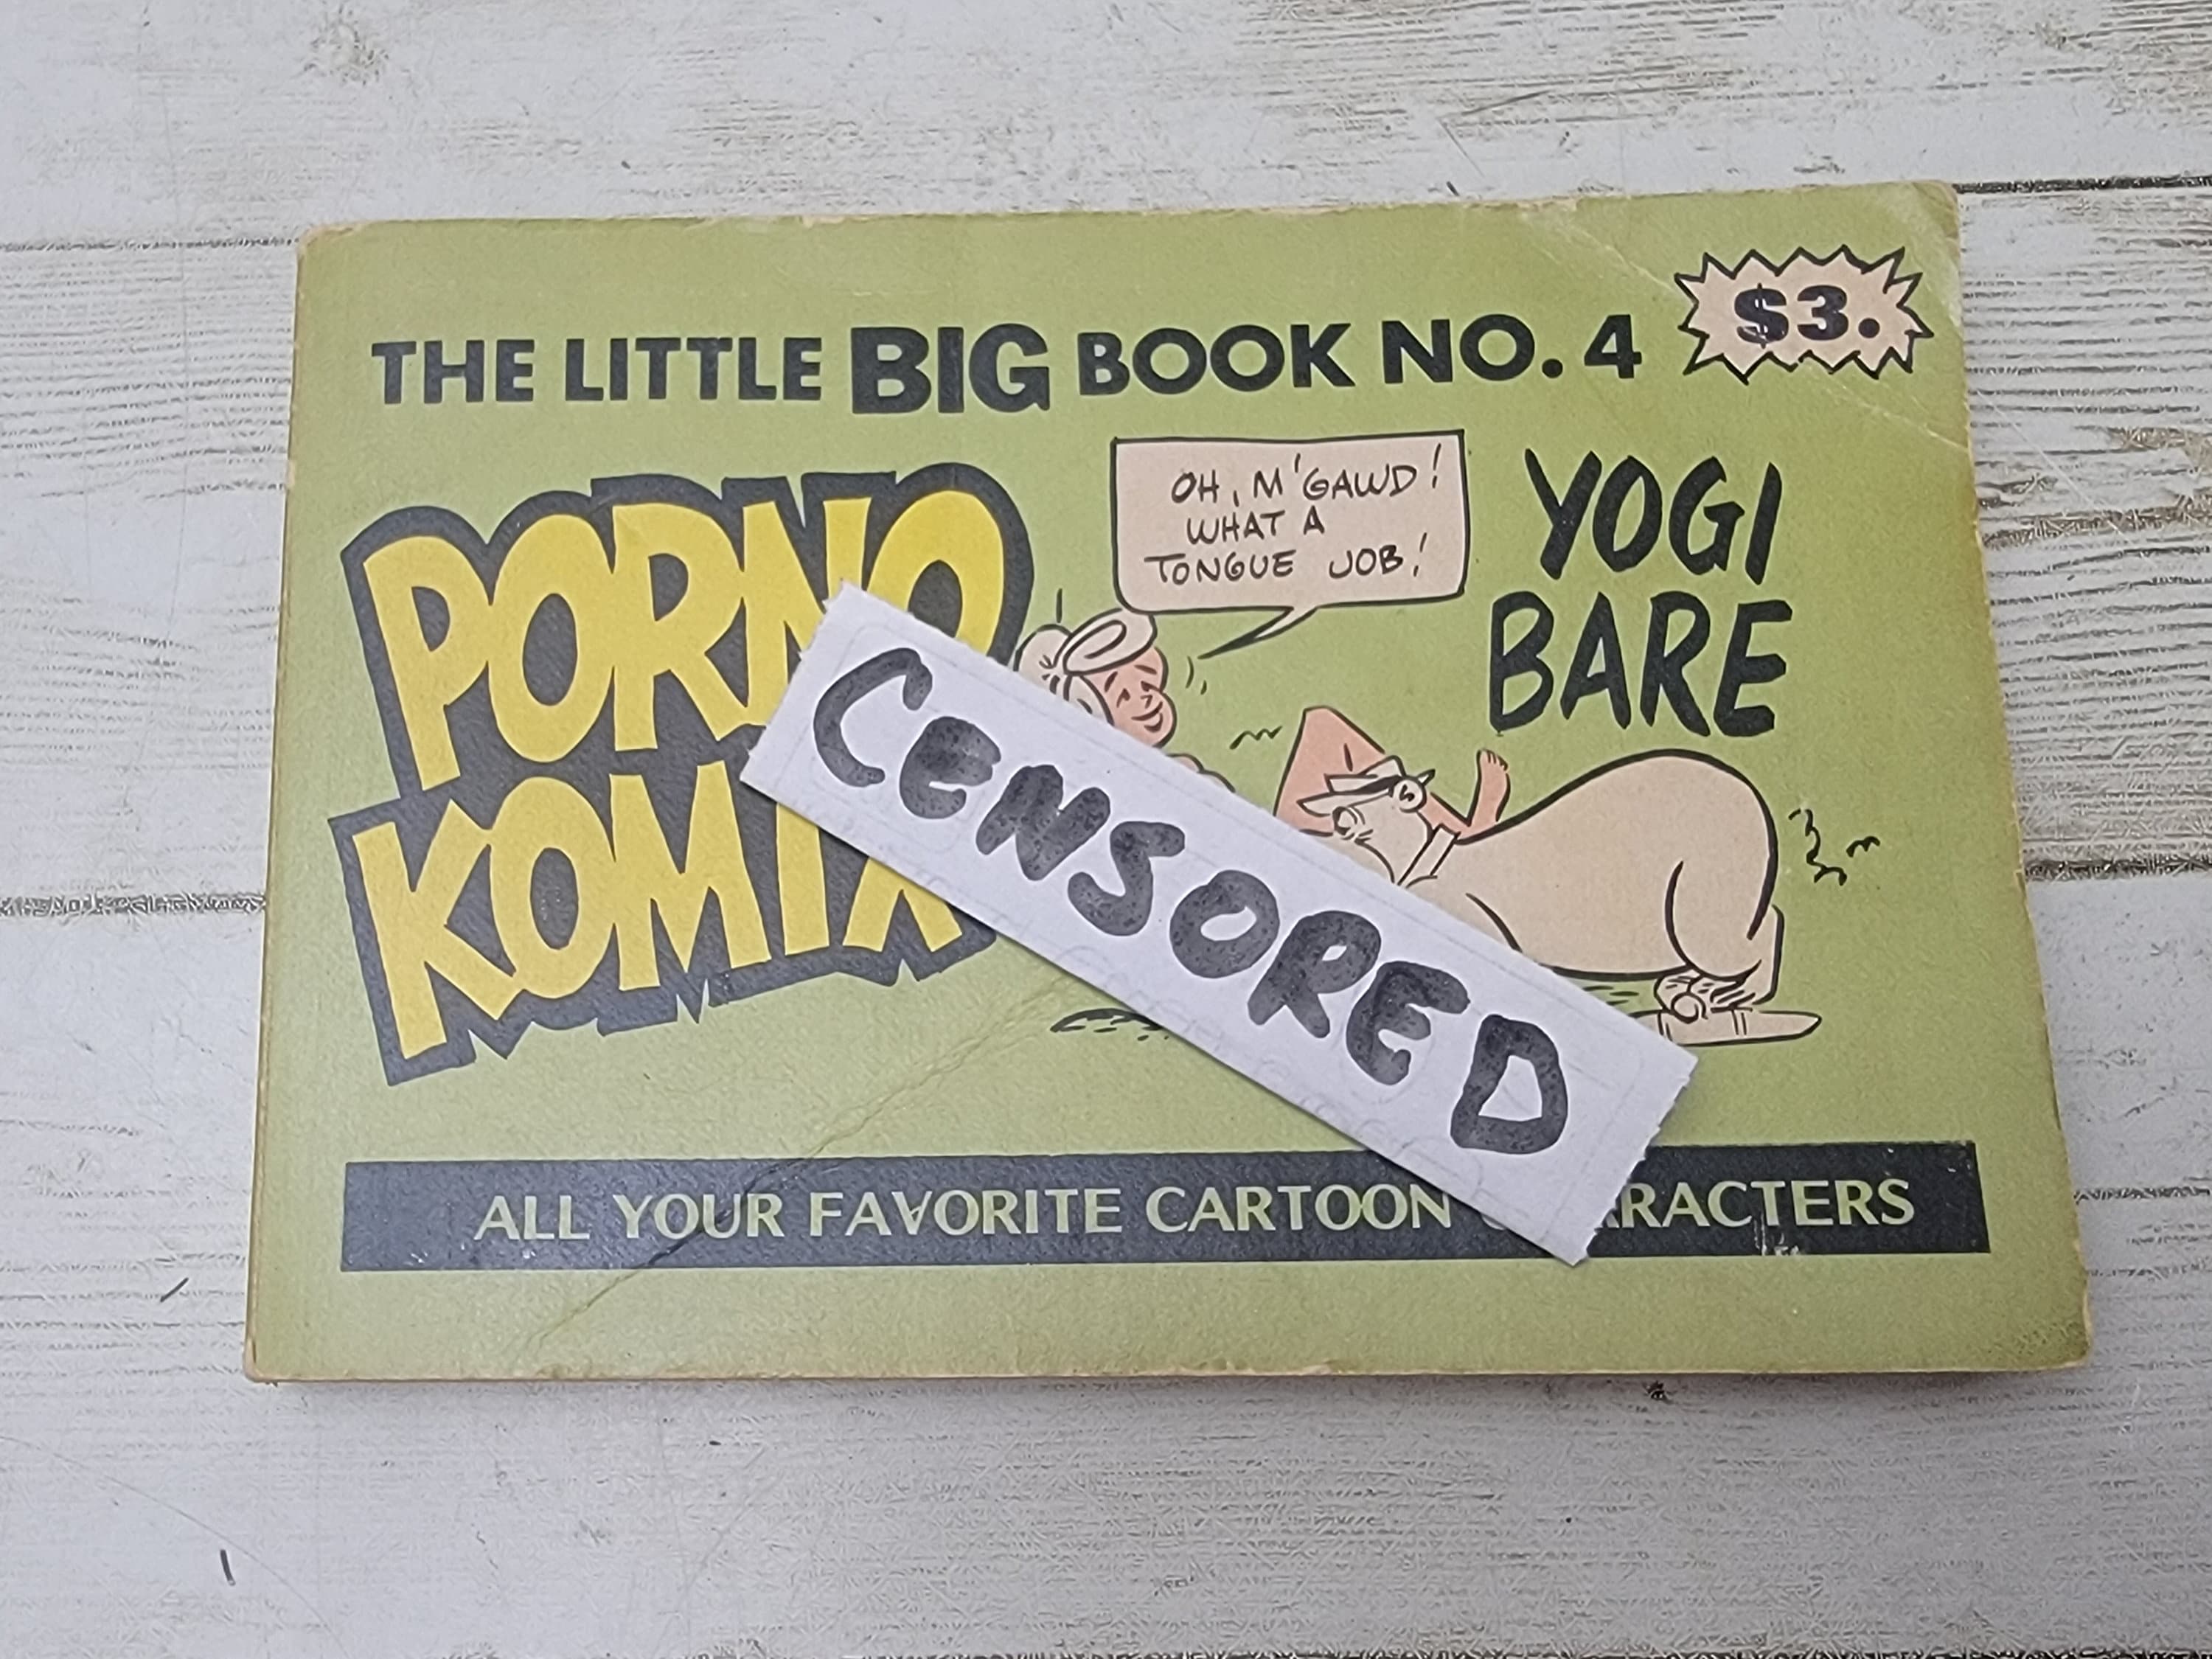 THE LITTLE BIG BOOK NO. 4
$3.
PORNO
KOMIX
OH, M'GAWD!
WHAT A
TONGUE JOB!
YOGI
BARE
CENSORED
ALL YOUR FAVORITE CARTOON CHARACTERS